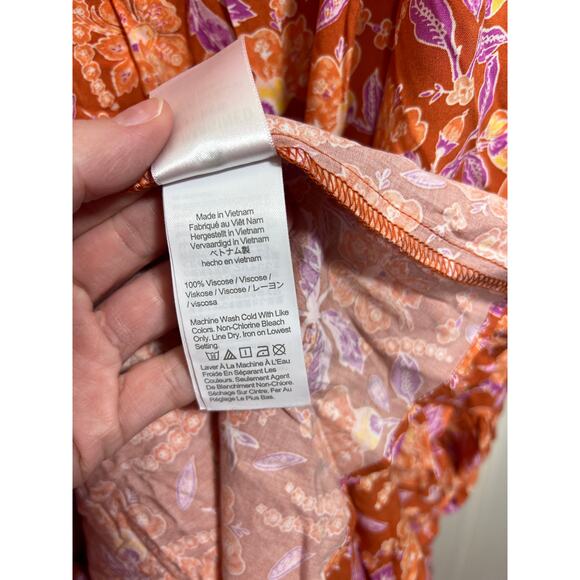 Made in Vietnam
Fabriqué au Viêt Nam
Hergestellt in Vietnam
Vervaardigd in Vietnam
ベトナム製
hecho en vietnam
100% Viscose / Viscose /
Viskose / Viscose / レーヨン
/ viscosa
Machine Wash Cold With Like
Colors. Non-Chlorine Bleach
Only. Line Dry. Iron on Lowest
Setting.
Laver À La Machine À L'Eau
Froide En Séparant Les
Couleurs. Seulement Agent
De Blanchiment Non-Chlore.
Séchage Sur Cintre, Fer Au
Réglage Le Plus Bas.